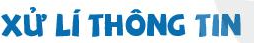 XỬ LÍ THÔNG TIN